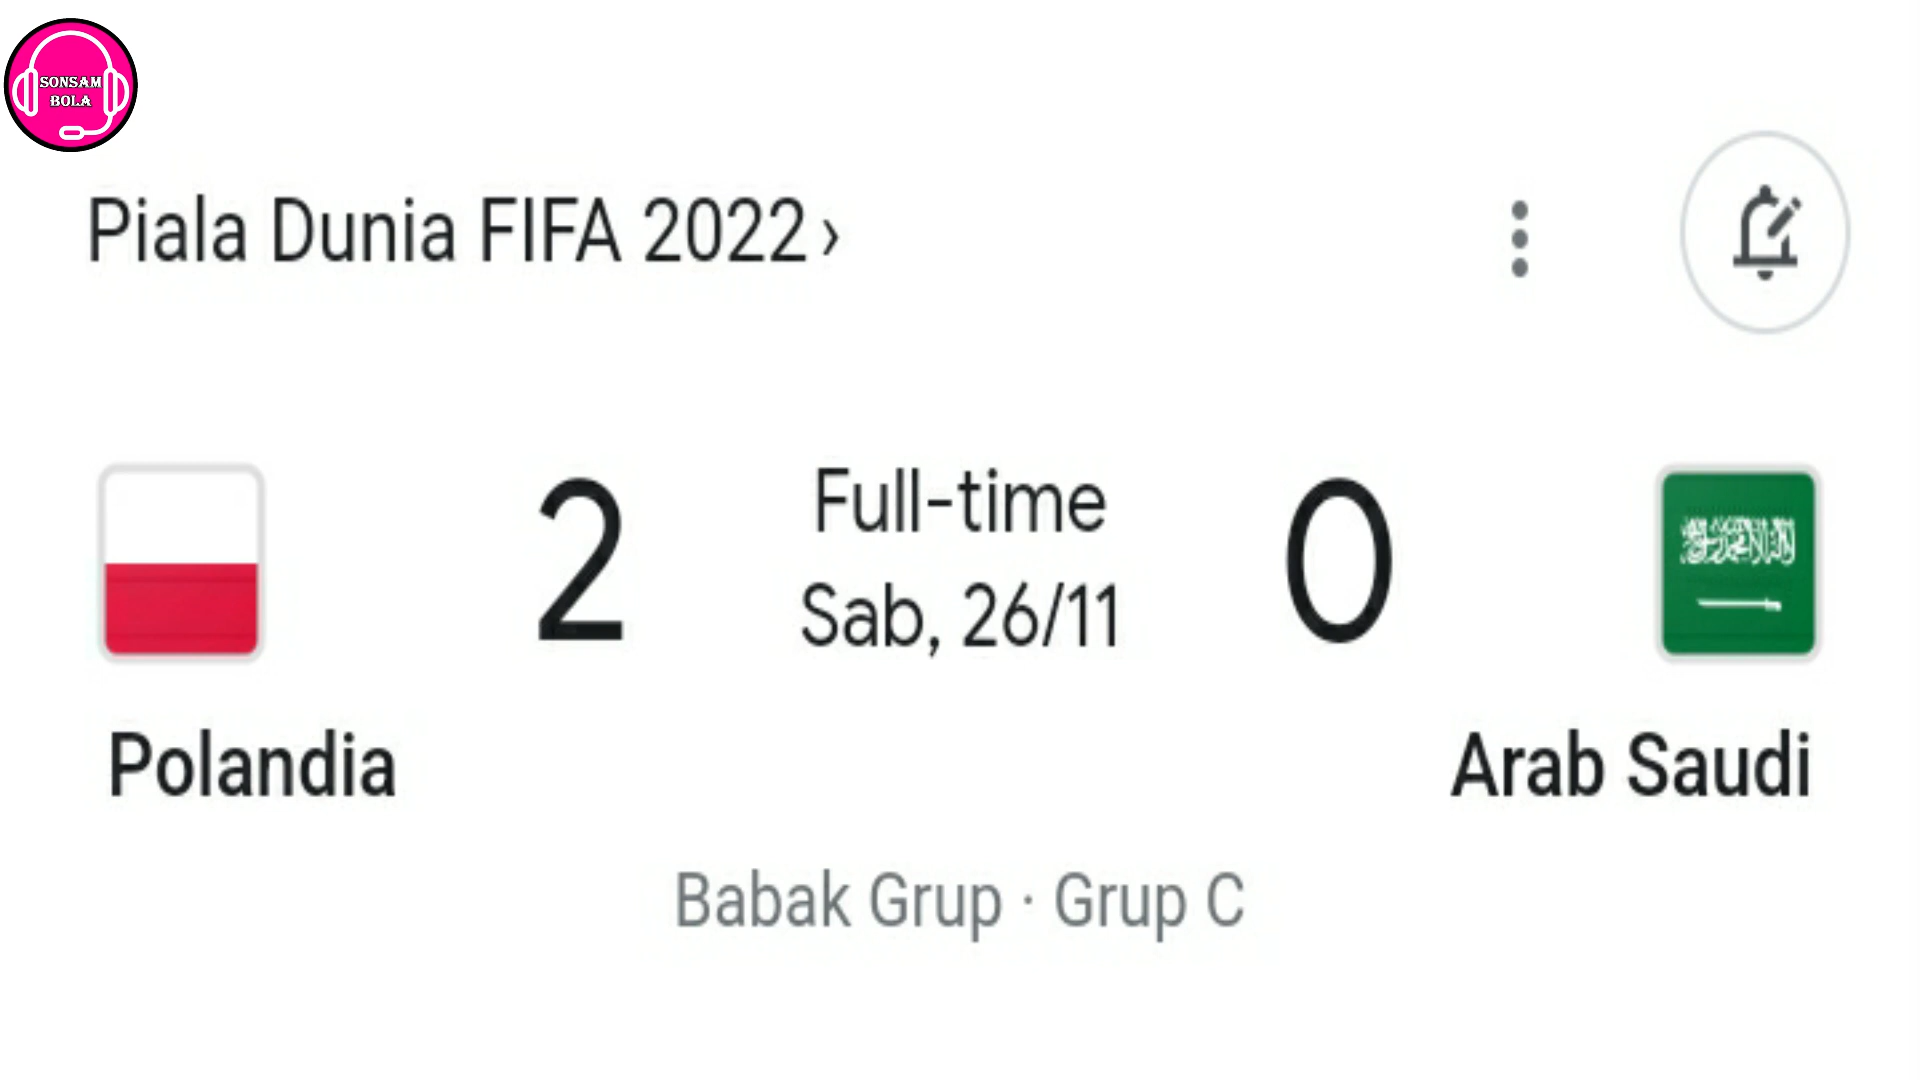 SONSAM
BOLA
Piala Dunia FIFA 2022 ›
2
Full-time
0
Sab, 26/11
Polandia
Arab Saudi
Babak Grup · Grup C